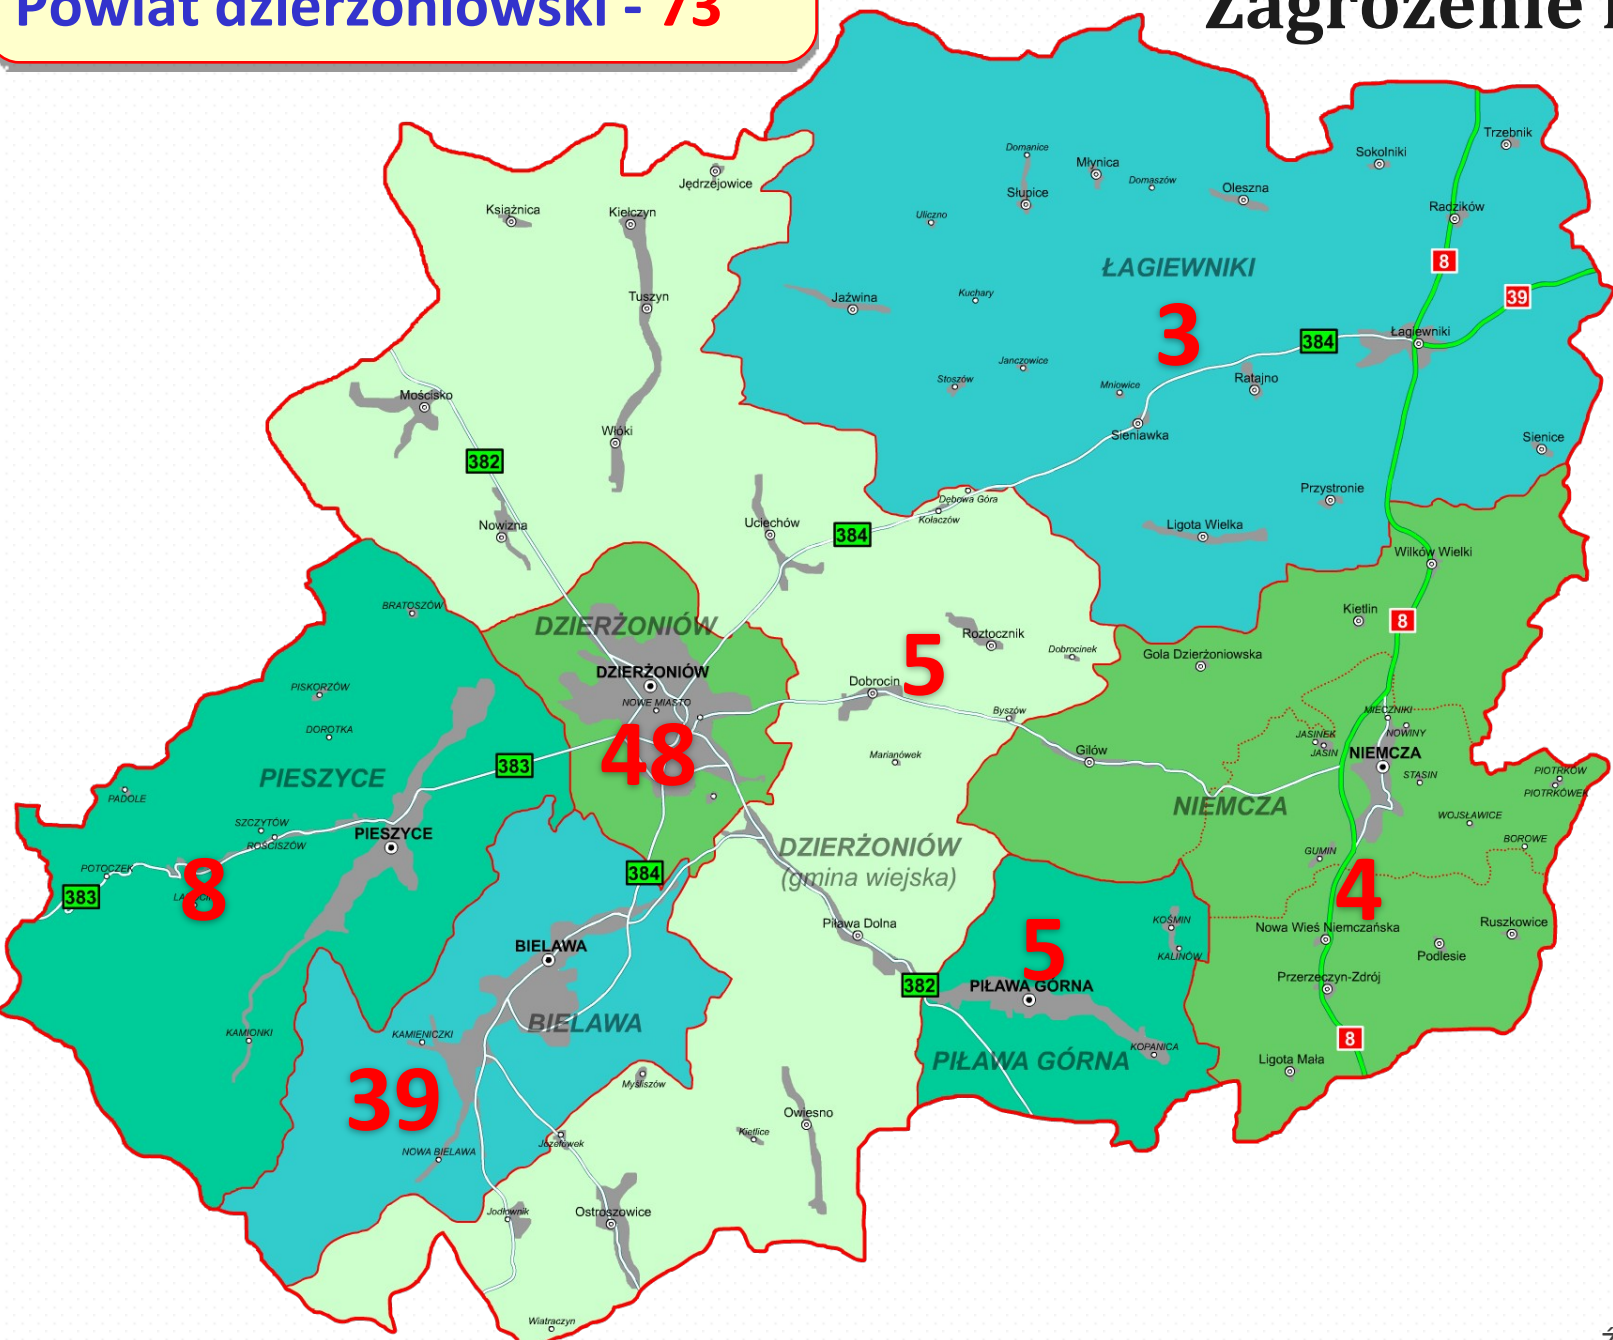 Powiat dzierżoniowski - 73
Zagrożenie
Domanice
Młynica
Domaszów
Słupice
Oleszna
Uliczno
Sokolniki
Trzebnik
Radzików
Jędrzejowice
Książnica
Kiełczyn
Tuszyn
ŁAGIEWNIKI
8
39
Jaźwina
Kuchary
3
384
Łagiewniki
Janczowice
Stoszów
Mniowice
Ratajno
Sieniawka
Sienice
Mościsko
Włóki
382
Nowizna
Uciechów
384
Dębowa Góra
Kołaczów
Przystronie
Ligota Wielka
Wilków Wielki
Kietlin
8
Gola Dzierżoniowska
BRATOSZÓW
DZIERŻONIÓW
DZIERŻONIÓW
NOWE MIASTO
48
Roztocznik
Dobrocinek
5
Dobrocin
Byszów
Marianówek
Gilów
MIECZNIKI
NOWINY
JASINEK
JASIN
NIEMCZA
STASIN
PIOTRKÓW
PIOTRKÓWEK
NIEMCZA
WOJSŁAWICE
BOROWE
GUMIN
4
PISKORZÓW
DOROTKA
PIESZYCE
383
PADOLE
SZCZYTÓW
ROŚCISZÓW
PIESZYCE
POTOCZEK
383
8
DZIERŻONIÓW
(gmina wiejska)
384
Piława Dolna
BIELAWA
382
5
PIŁAWA GÓRNA
KOŚMIN
KALINÓW
Nowa Wieś Niemczańska
Ruszkowice
Podlesie
Przerzeczyn-Zdrój
BIELAWA
KAMIONKI
KAMIENICZKI
39
PIŁAWA GÓRNA
KOPANICA
8
Ligota Mała
Myśliszów
Owiesno
Kietlice
Józefówek
NOWA BIELAWA
Jodłownik
Ostroszowice
Wiatraczyn